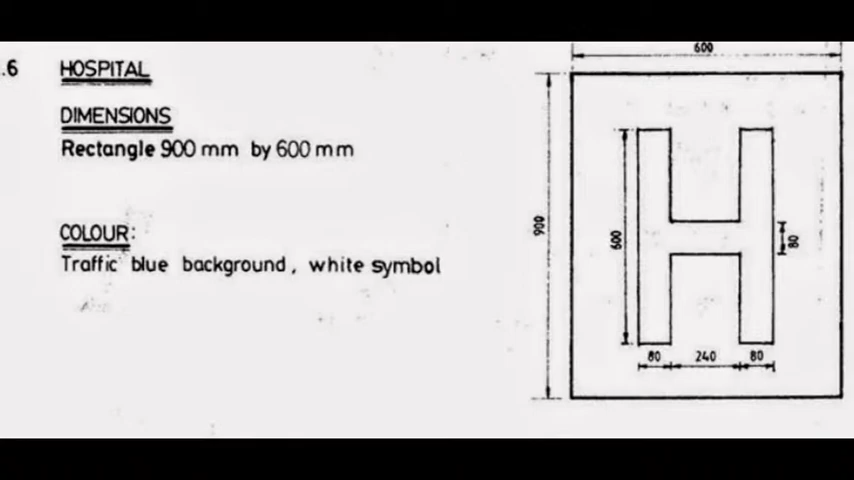 .6 HOSPITAL
DIMENSIONS
Rectangle 900 mm by 600 mm
COLOUR:
Traffic blue background, white symbol
600
900
600
80
80 240 80